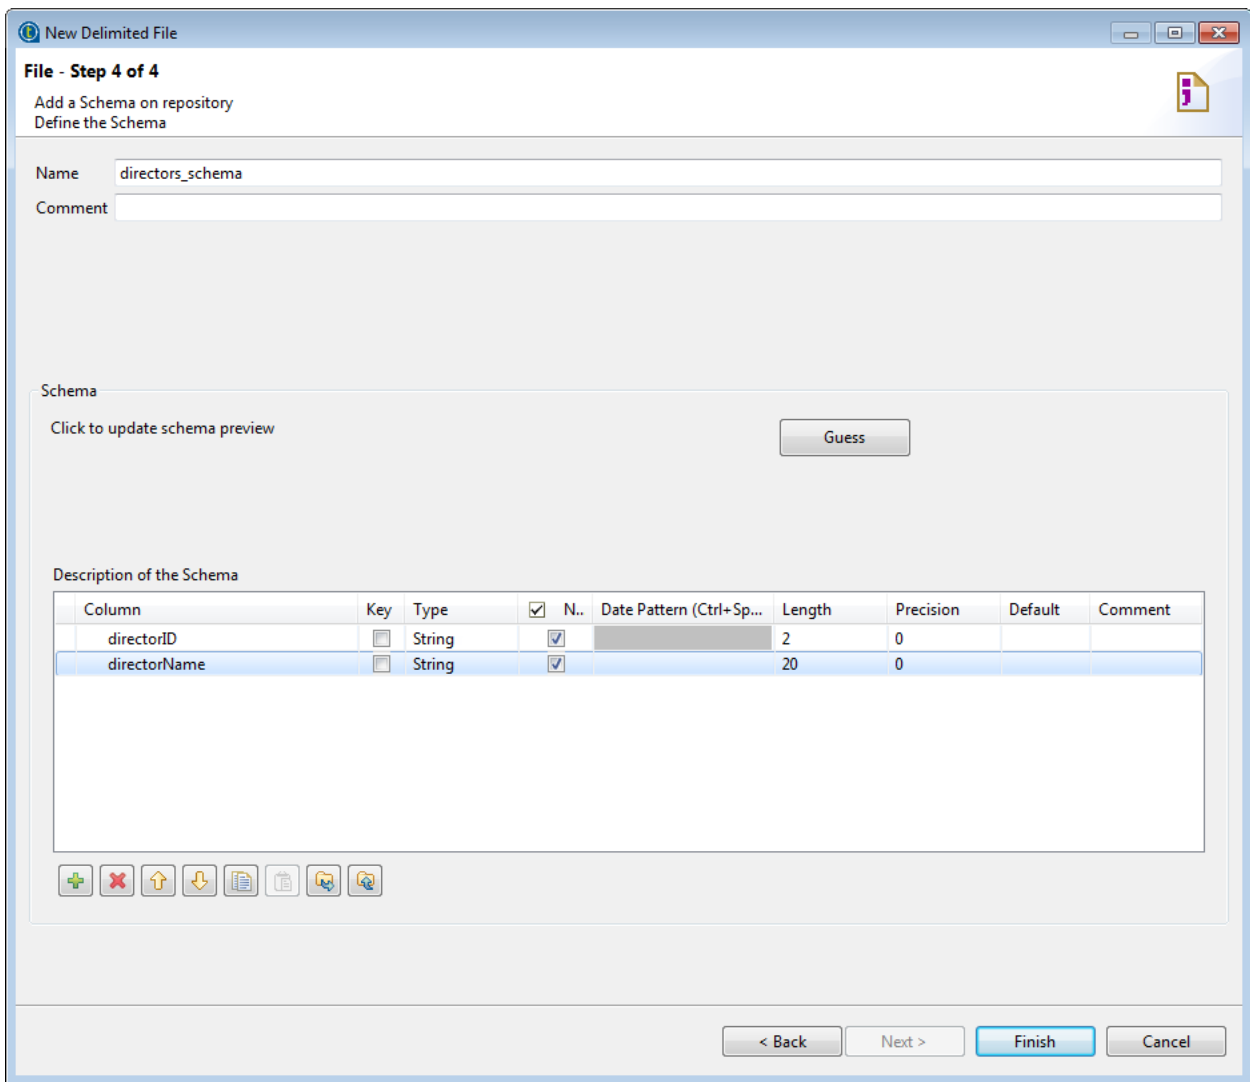 New Delimited File
File - Step 4 of 4
Add a Schema on repository
Define the Schema
Name directors_schema
Comment
Schema
Click to update schema preview Guess
Description of the Schema
Column Key Type N.. Date Pattern (Ctrl+Sp... Length Precision Default Comment
directorID String 2 0
directorName String 20 0
< Back Next > Finish Cancel